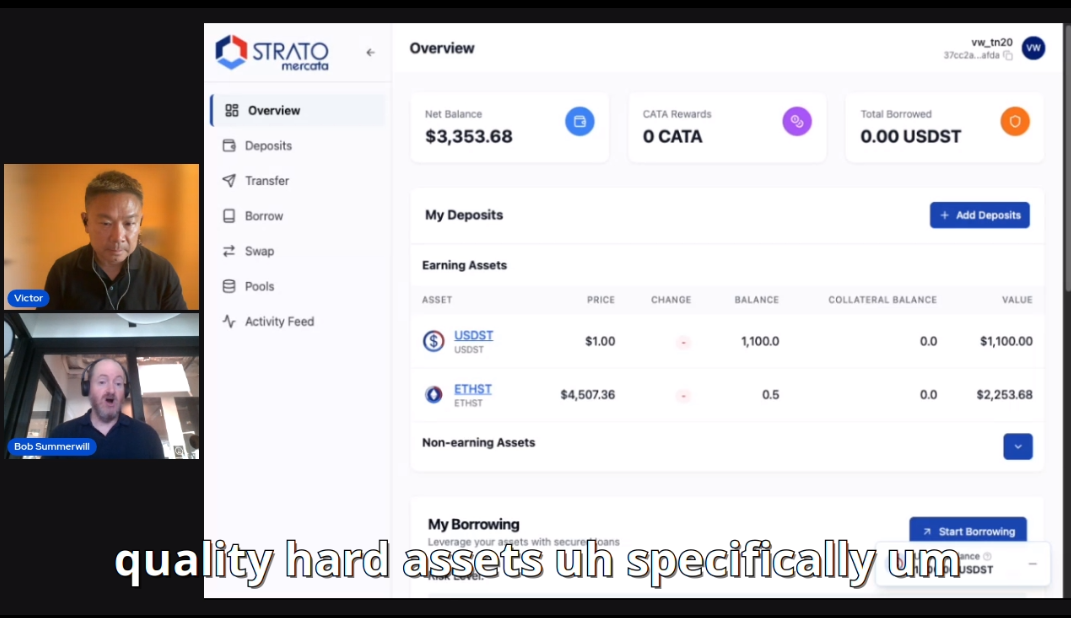 STRATO
mercata
Overview
vw_tn20
37cc2a...afda
VW
Overview
Deposits
Transfer
Borrow
Swap
Pools
Activity Feed
Net Balance
$3,353.68
CATA Rewards
0 CATA
Total Borrowed
0.00 USDST
My Deposits
+ Add Deposits
Earning Assets
ASSET PRICE CHANGE BALANCE COLLATERAL BALANCE VALUE
USDST
USDST
$1.00 - 1,100.0 0.0 $1,100.00
ETHST
ETHST
$4,507.36 - 0.5 0.0 $2,253.68
Non-earning Assets
My Borrowing
Leverage your assets with secured loans
Start Borrowing
Risk Level:
USDST
Victor
Bob Summerwill
quality hard assets uh specifically um